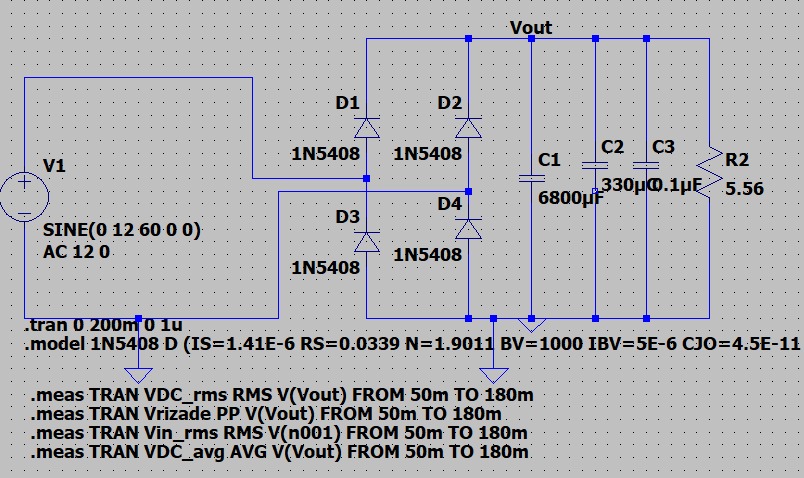 Vout
D1
D2
1N5408
1N5408
V1
SINE(0 12 60 0 0)
AC 12 0
D3
D4
1N5408
1N5408
C1
6800µF
C2
330µF
C3
0.1µF
R2
5.56
.tran 0 200m 0 1u
.model 1N5408 D (IS=1.41E-6 RS=0.0339 N=1.9011 BV=1000 IBV=5E-6 CJO=4.5E-11
.meas TRAN VDC_rms RMS V(Vout) FROM 50m TO 180m
.meas TRAN Vrizade PP V(Vout) FROM 50m TO 180m
.meas TRAN Vin_rms RMS V(n001) FROM 50m TO 180m
.meas TRAN VDC_avg AVG V(Vout) FROM 50m TO 180m